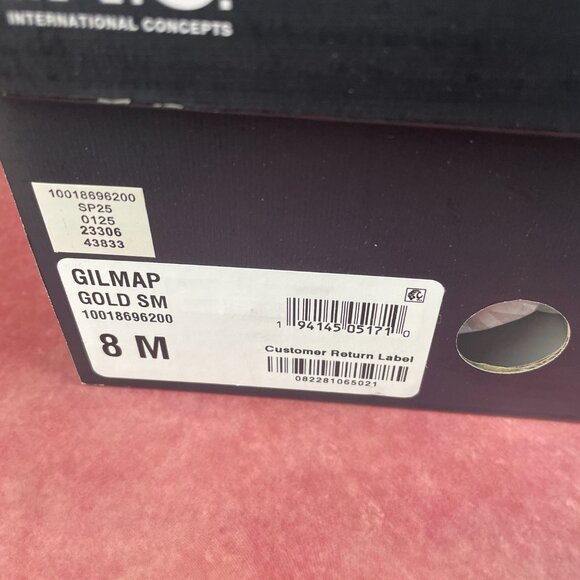 INTERNATIONAL CONCEPTS
10018696200
SP25
0125
23306
43833
GILMAP
GOLD SM
10018696200
8 M
1 94145 05171 0
Customer Return Label
082281065021